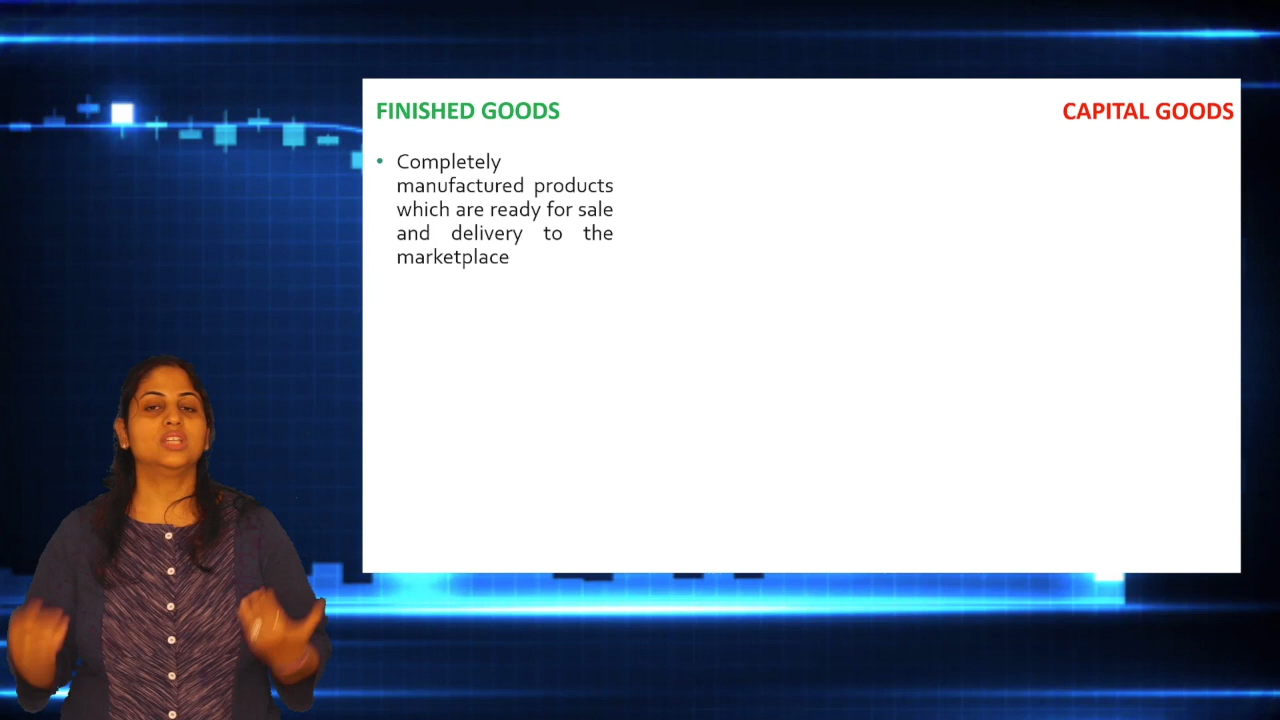 FINISHED GOODS
CAPITAL GOODS
• Completely
manufactured products
which are ready for sale
and delivery to the
marketplace